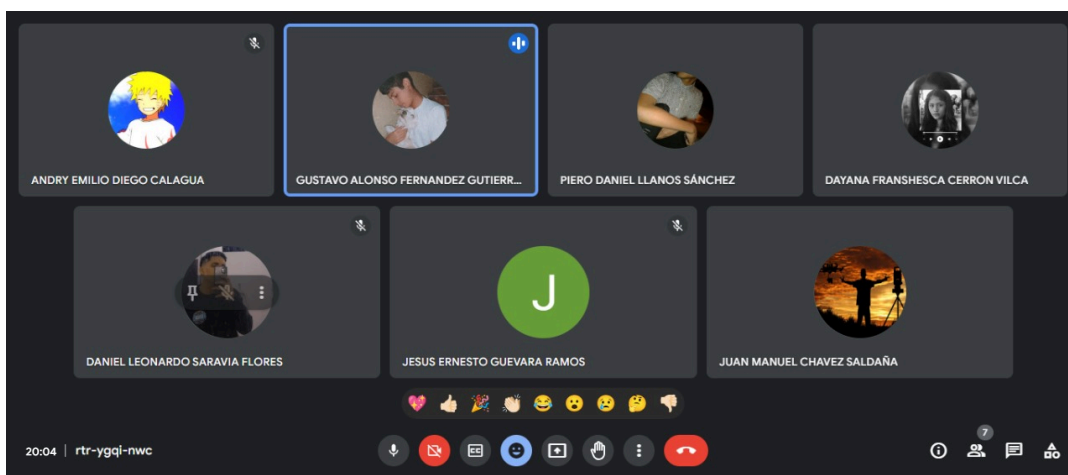 ANDRY EMILIO DIEGO CALAGUA
GUSTAVO ALONSO FERNANDEZ GUTIERR...
PIERO DANIEL LLANOS SÁNCHEZ
DAYANA FRANSHESCA CERRON VILCA
J
DANIEL LEONARDO SARAVIA FLORES
JESUS ERNESTO GUEVARA RAMOS
JUAN MANUEL CHAVEZ SALDAÑA
7
20:04 | rtr-ygqi-nwc